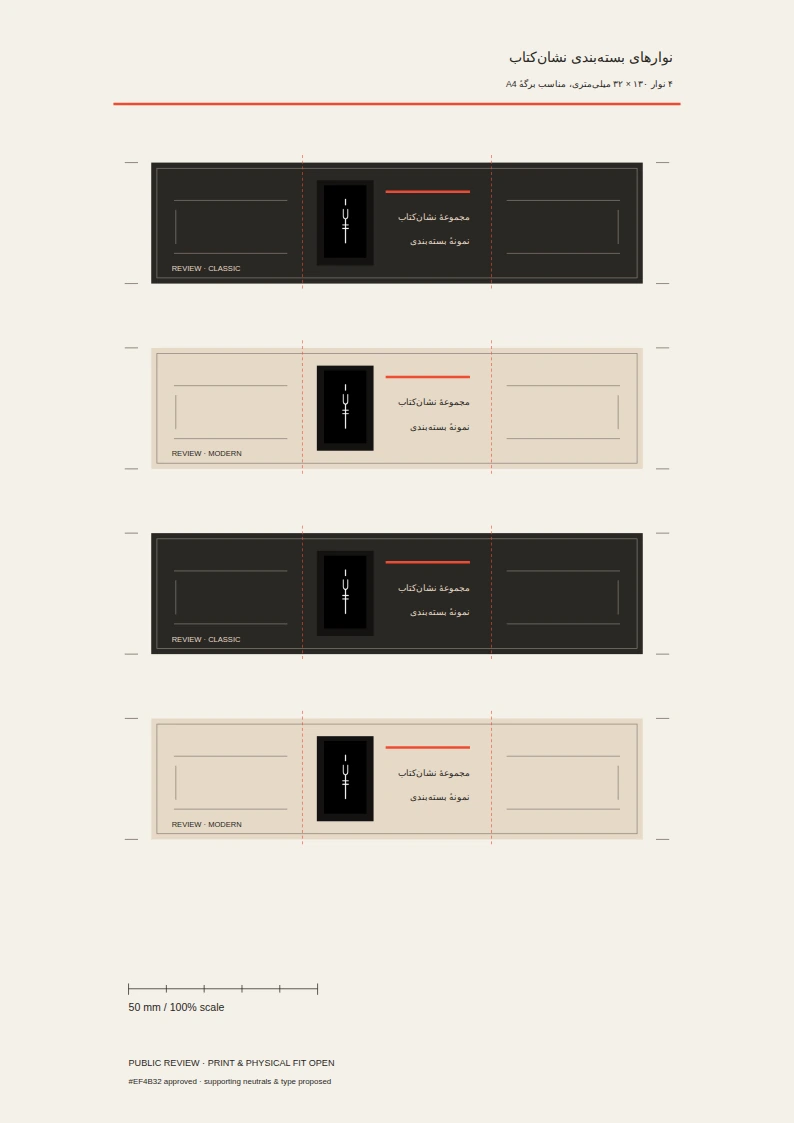 نوارهای بسته‌بندی نشان‌کتاب
۴ نوار ۱۳۰ × ۳۲ میلی‌متری، مناسب برگهٔ A4
مجموعهٔ نشان‌کتاب
نمونهٔ بسته‌بندی
REVIEW · CLASSIC
مجموعهٔ نشان‌کتاب
نمونهٔ بسته‌بندی
REVIEW · MODERN
مجموعهٔ نشان‌کتاب
نمونهٔ بسته‌بندی
REVIEW · CLASSIC
مجموعهٔ نشان‌کتاب
نمونهٔ بسته‌بندی
REVIEW · MODERN
50 mm / 100% scale
PUBLIC REVIEW · PRINT & PHYSICAL FIT OPEN
#EF4B32 approved · supporting neutrals & type proposed